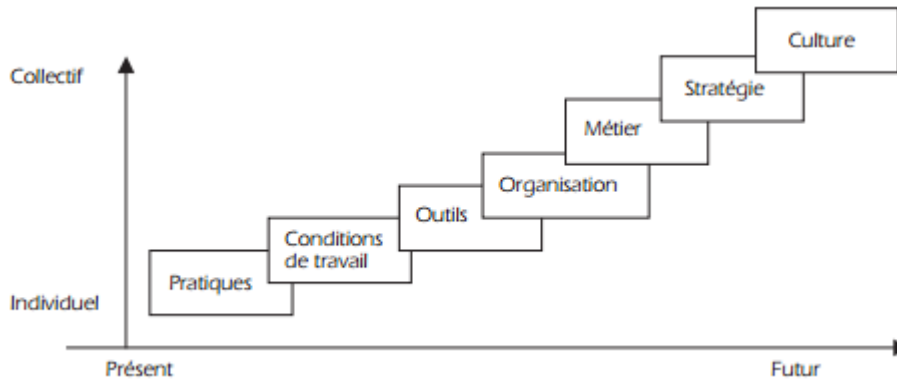 Culture
Collectif
Stratégie
Métier
Organisation
Outils
Conditions
de travail
Pratiques
Individuel
Présent
Futur